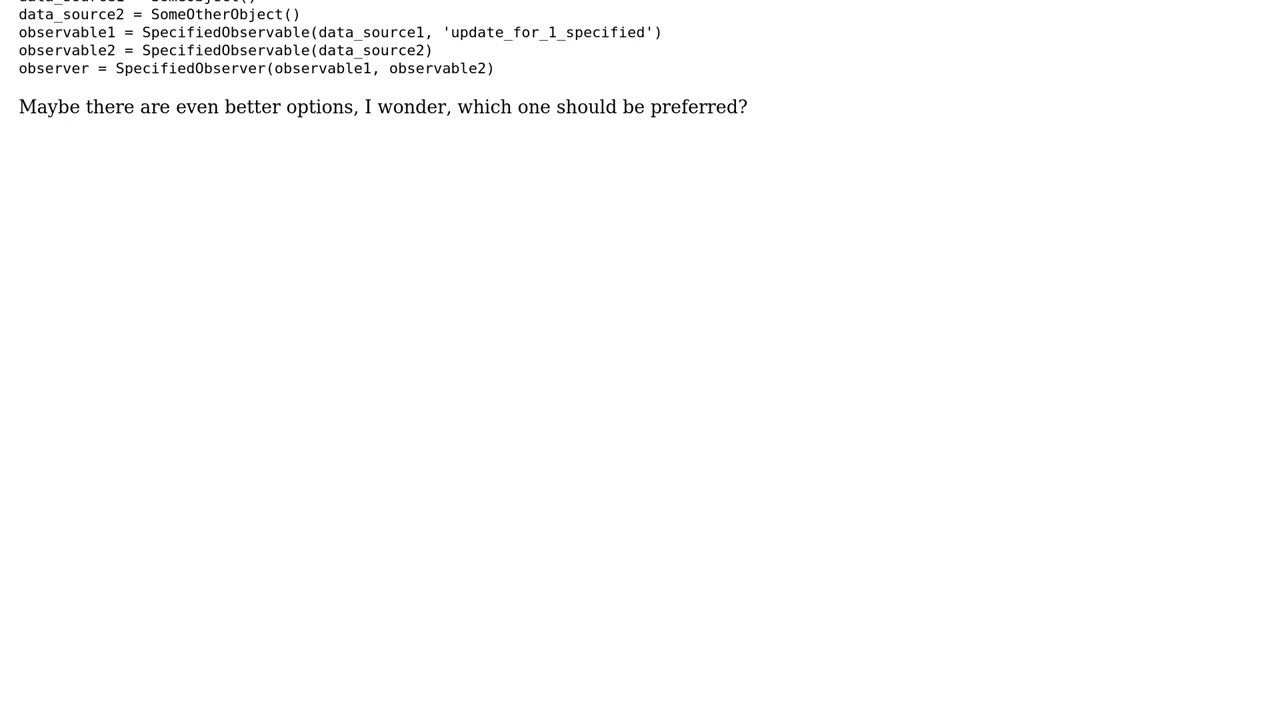 data_source2 = SomeOtherObject()
observable1 = SpecifiedObservable(data_source1, 'update_for_1_specified')
observable2 = SpecifiedObservable(data_source2)
observer = SpecifiedObserver(observable1, observable2)
Maybe there are even better options, I wonder, which one should be preferred?